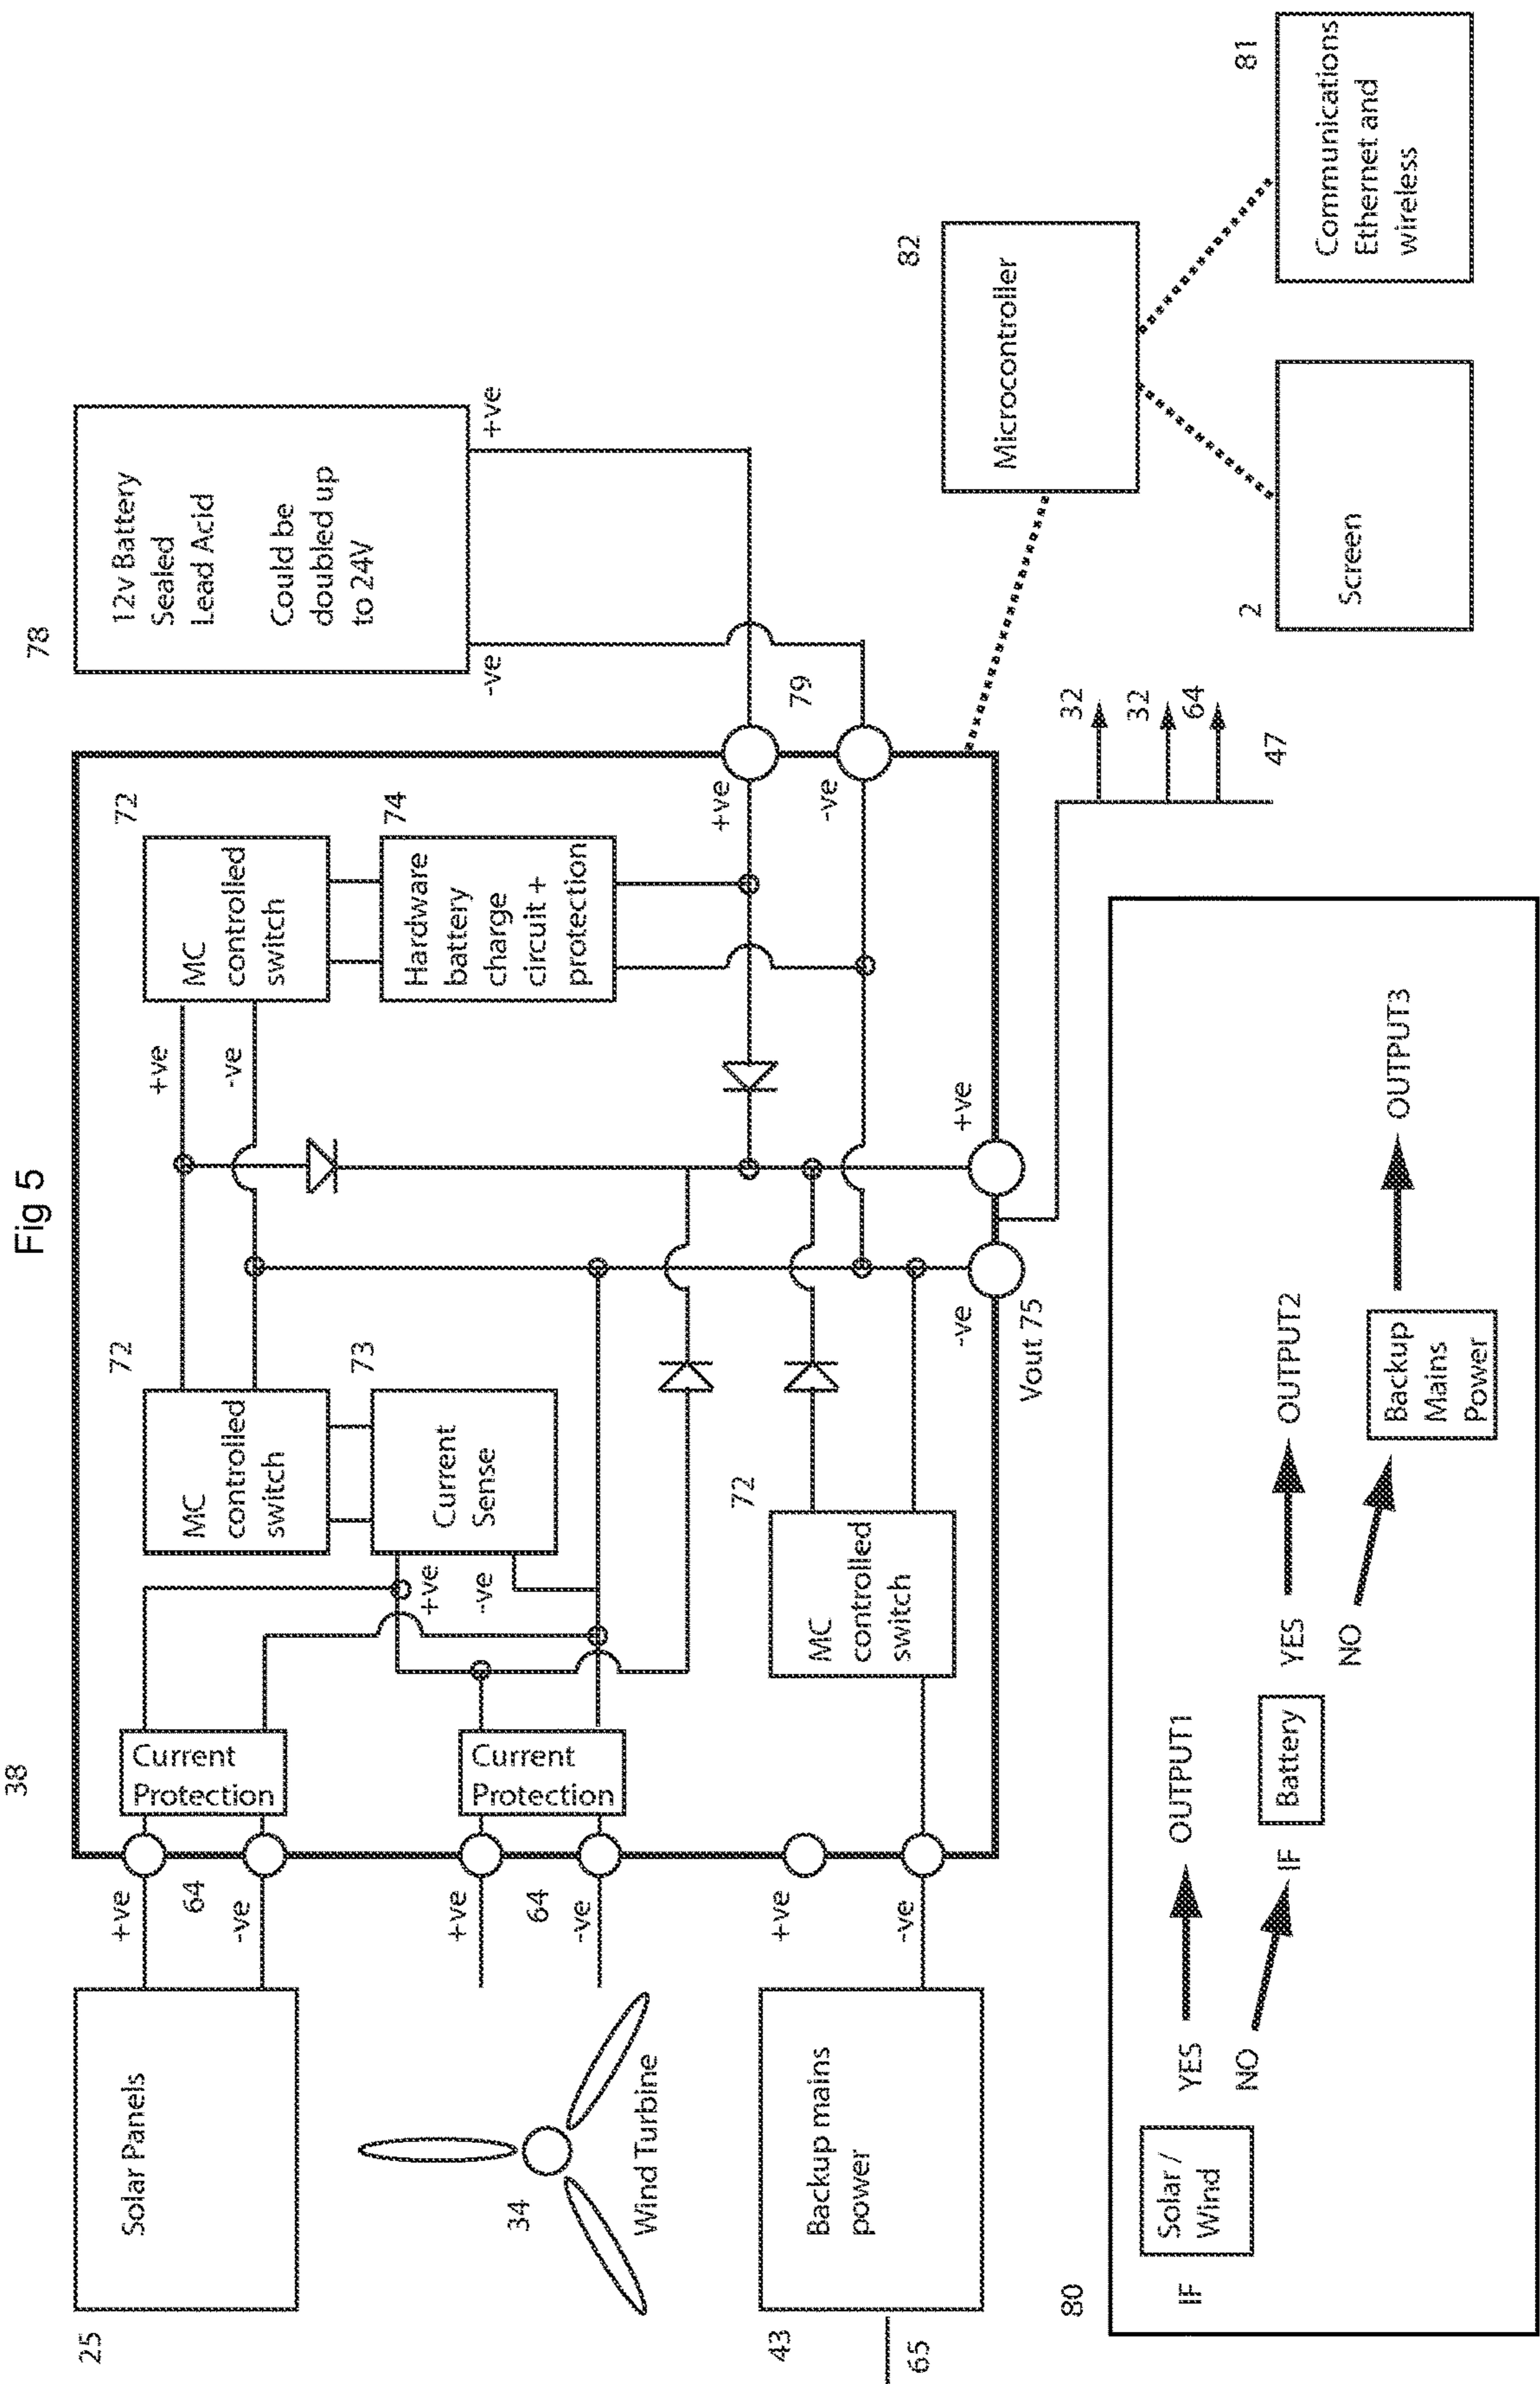 Fig 5
38
25
Solar Panels
+ve
64
-ve
Current
Protection
34
Wind Turbine
+ve
64
-ve
Current
Protection
43
65
Backup mains
power
+ve
-ve
72
MC
controlled
switch
73
Current
Sense
+ve
-ve
72
MC
controlled
switch
+ve
-ve
72
MC
controlled
switch
74
Hardware
battery
charge
circuit +
protection
+ve
-ve
79
78
12v Battery
Sealed
Lead Acid
Could be
doubled up
to 24V
-ve
+ve
-ve
+ve
Vout 75
32
32
64
47
82
Microcontroller
2
Screen
81
Communications
Ethernet and
wireless
80
IF
Solar /
Wind
YES
OUTPUT1
NO
IF
Battery
YES
OUTPUT2
NO
Backup
Mains
Power
OUTPUT3